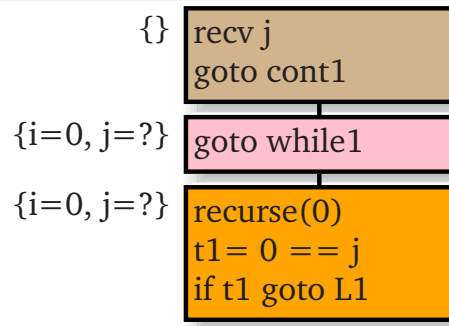 {} recv j
goto cont1
{i=0, j=?} goto while1
{i=0, j=?} recurse(0)
t1= 0 == j
if t1 goto L1